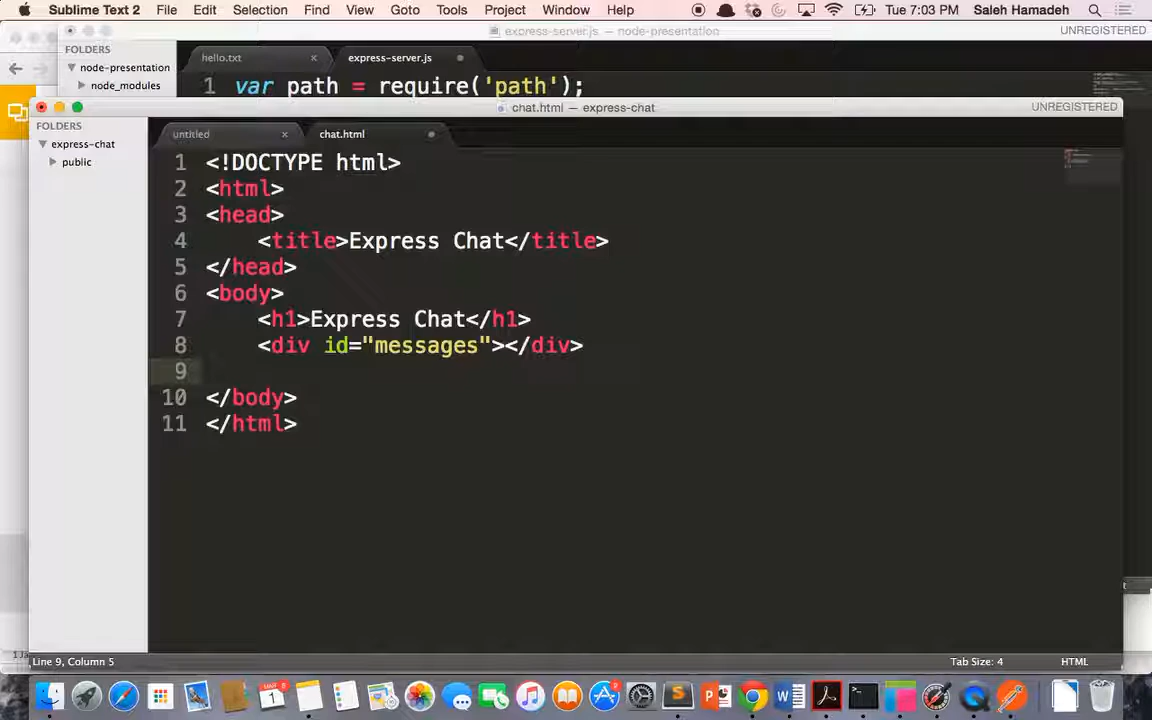 Sublime Text 2 File Edit Selection Find View Goto Tools Project Window Help Tue 7:03 PM Saleh Hamadeh
express-server.js — node-presentation UNREGISTERED
FOLDERS
node-presentation
node_modules
hello.txt express-server.js
1 var path = require('path');
chat.html — express-chat UNREGISTERED
FOLDERS
express-chat
public
untitled chat.html
1 <!DOCTYPE html>
2 <html>
3 <head>
4 <title>Express Chat</title>
5 </head>
6 <body>
7 <h1>Express Chat</h1>
8 <div id="messages"></div>
9
10 </body>
11 </html>
Line 9, Column 5 Tab Size: 4 HTML